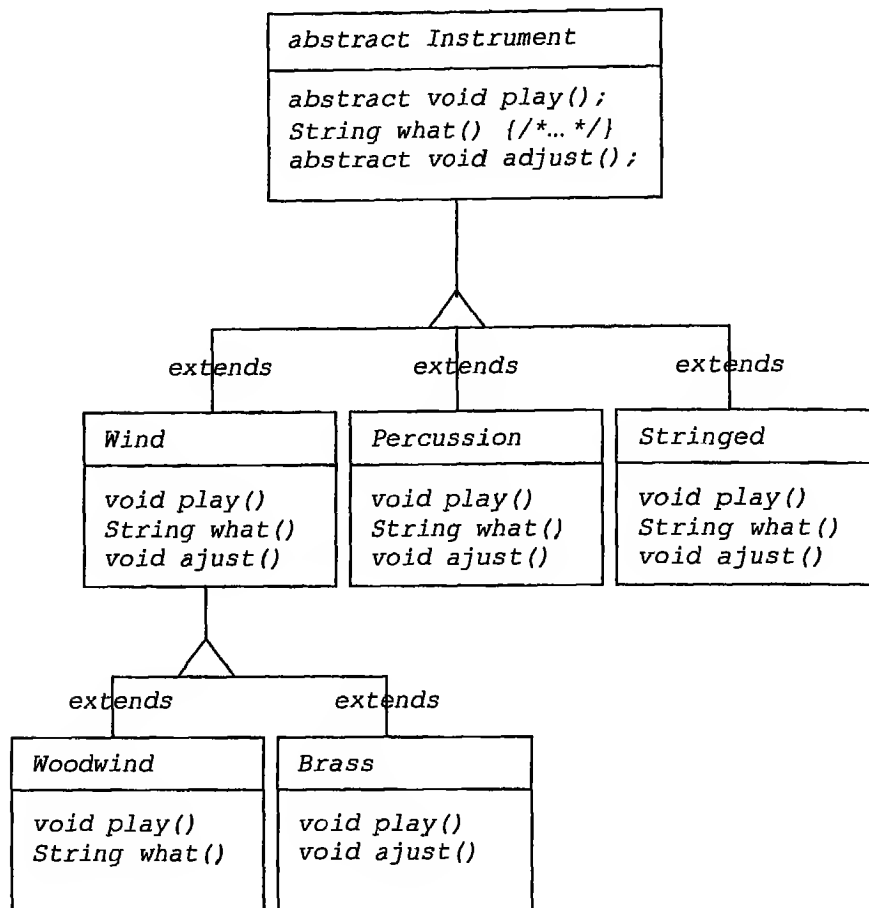 abstract Instrument
abstract void play();
String what() {/*... */}
abstract void adjust();
extends
extends
extends
Wind
void play()
String what()
void ajust()
Percussion
void play()
String what()
void ajust()
Stringed
void play()
String what()
void ajust()
extends
extends
Woodwind
void play()
String what()
Brass
void play()
void ajust()